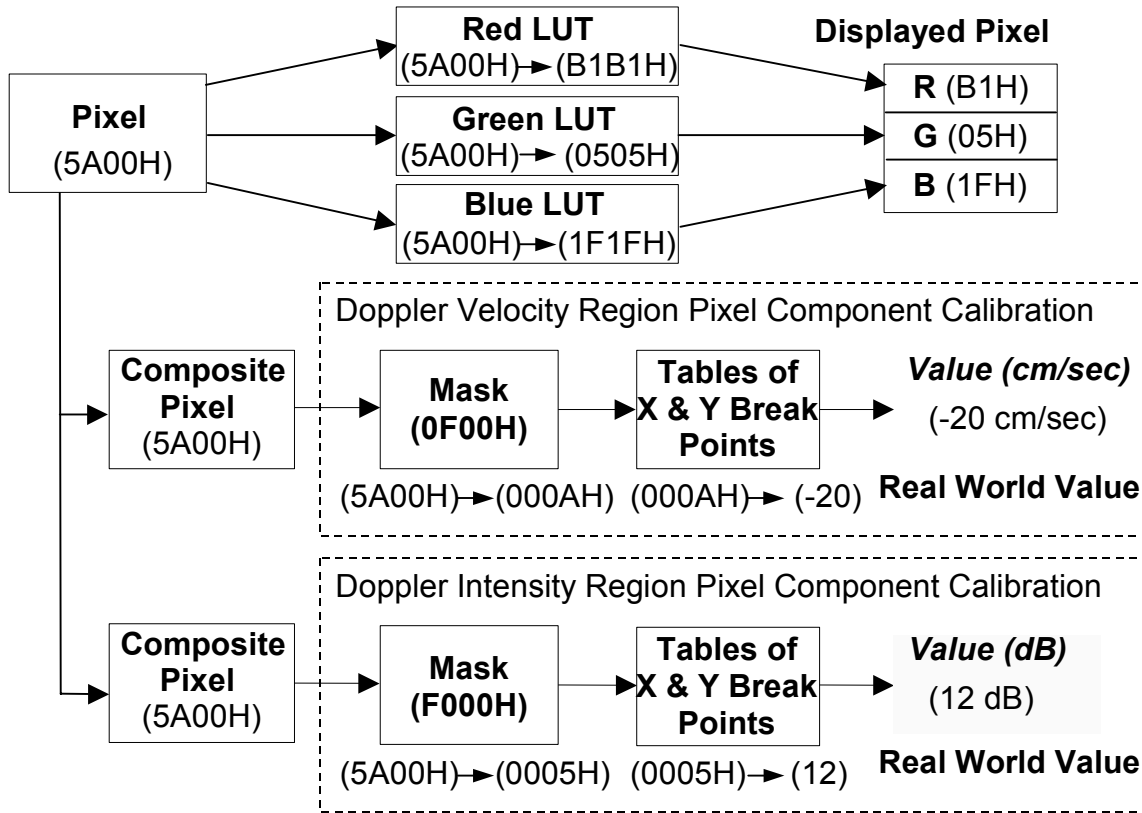 Pixel
(5A00H)
Red LUT
(5A00H)→(B1B1H)
Green LUT
(5A00H)→(0505H)
Blue LUT
(5A00H)→(1F1FH)
Displayed Pixel
R (B1H)
G (05H)
B (1FH)
Doppler Velocity Region Pixel Component Calibration
Composite
Pixel
(5A00H)
Mask
(0F00H)
Tables of
X & Y Break
Points
Value (cm/sec)
(-20 cm/sec)
(5A00H)→(000AH)
(000AH)→(-20)
Real World Value
Doppler Intensity Region Pixel Component Calibration
Composite
Pixel
(5A00H)
Mask
(F000H)
Tables of
X & Y Break
Points
Value (dB)
(12 dB)
(5A00H)→(0005H)
(0005H)→(12)
Real World Value